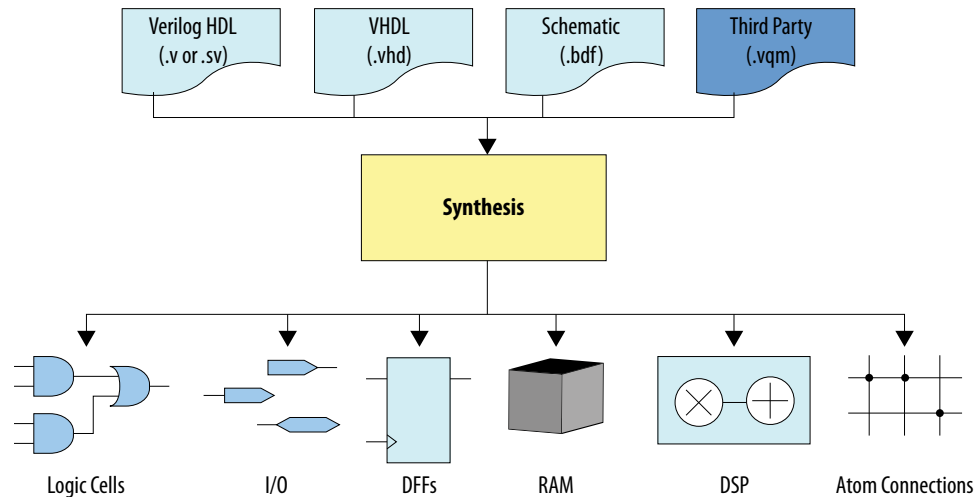 Verilog HDL
(.v or .sv)
VHDL
(.vhd)
Schematic
(.bdf)
Third Party
(.vqm)
Synthesis
Logic Cells
I/O
DFFs
RAM
DSP
Atom Connections